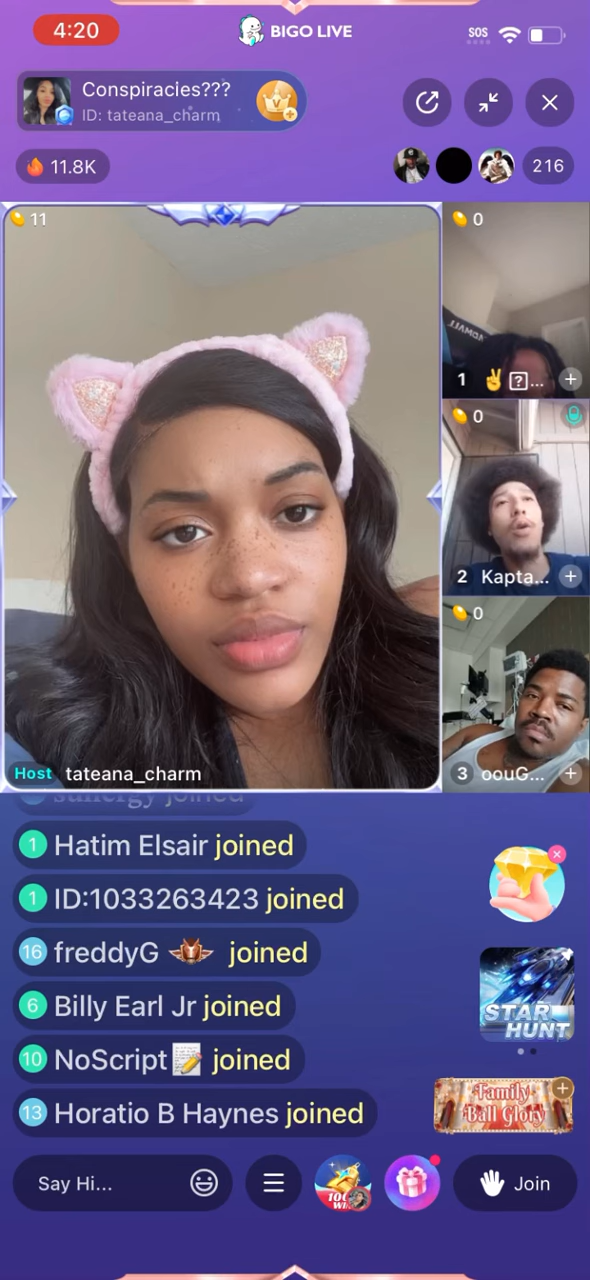 4:20
BIGO LIVE
SOS
Conspiracies???
ID: tateana_charm
11.8K
216
11
0
1 ✌️ ...
0
2 Kapta...
0
3 oouG...
Host tateana_charm
sunergy joined
1 Hatim Elsair joined
1 ID:1033263423 joined
16 freddyG joined
6 Billy Earl Jr joined
10 NoScript📝 joined
13 Horatio B Haynes joined
STAR HUNT
Family
Ball Glory
Say Hi...
Join